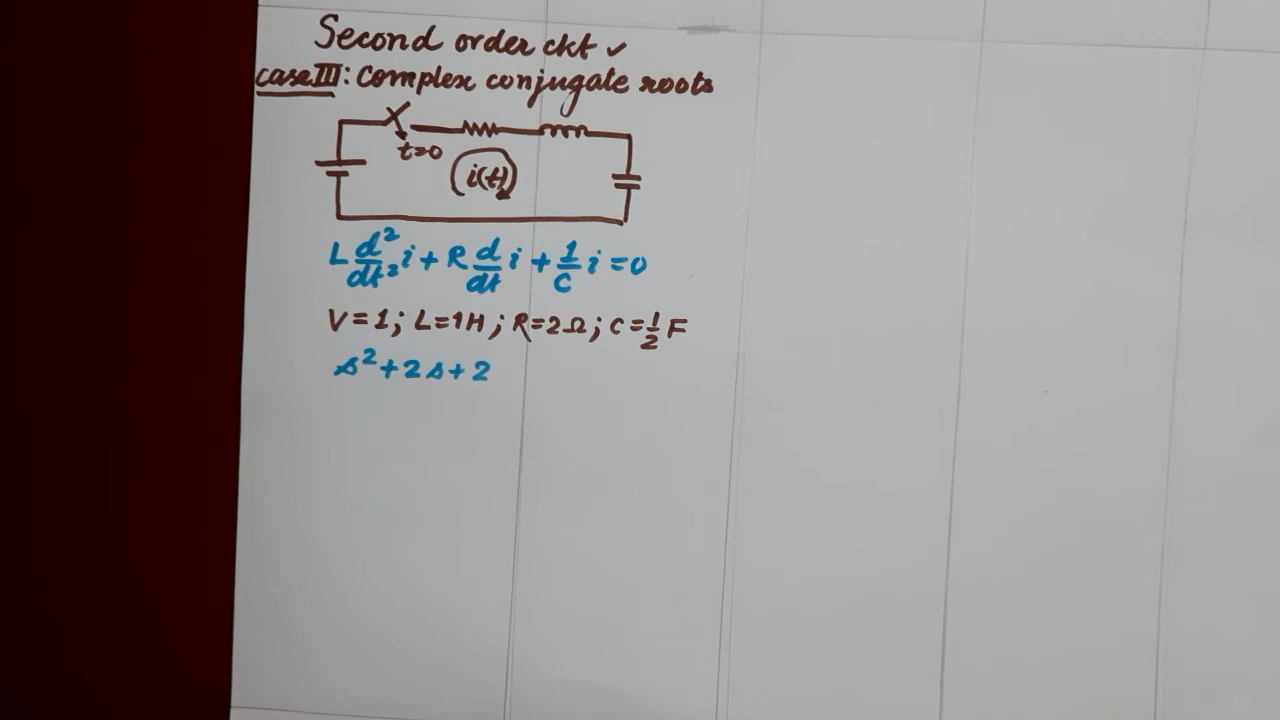 Second order ckt ✓
case III: Complex conjugate roots
t=0
i(t)
L d²/dt² i + R d/dt i + 1/C i = 0
V=1; L=1H; R=2Ω; C=1/2 F
s²+2s+2